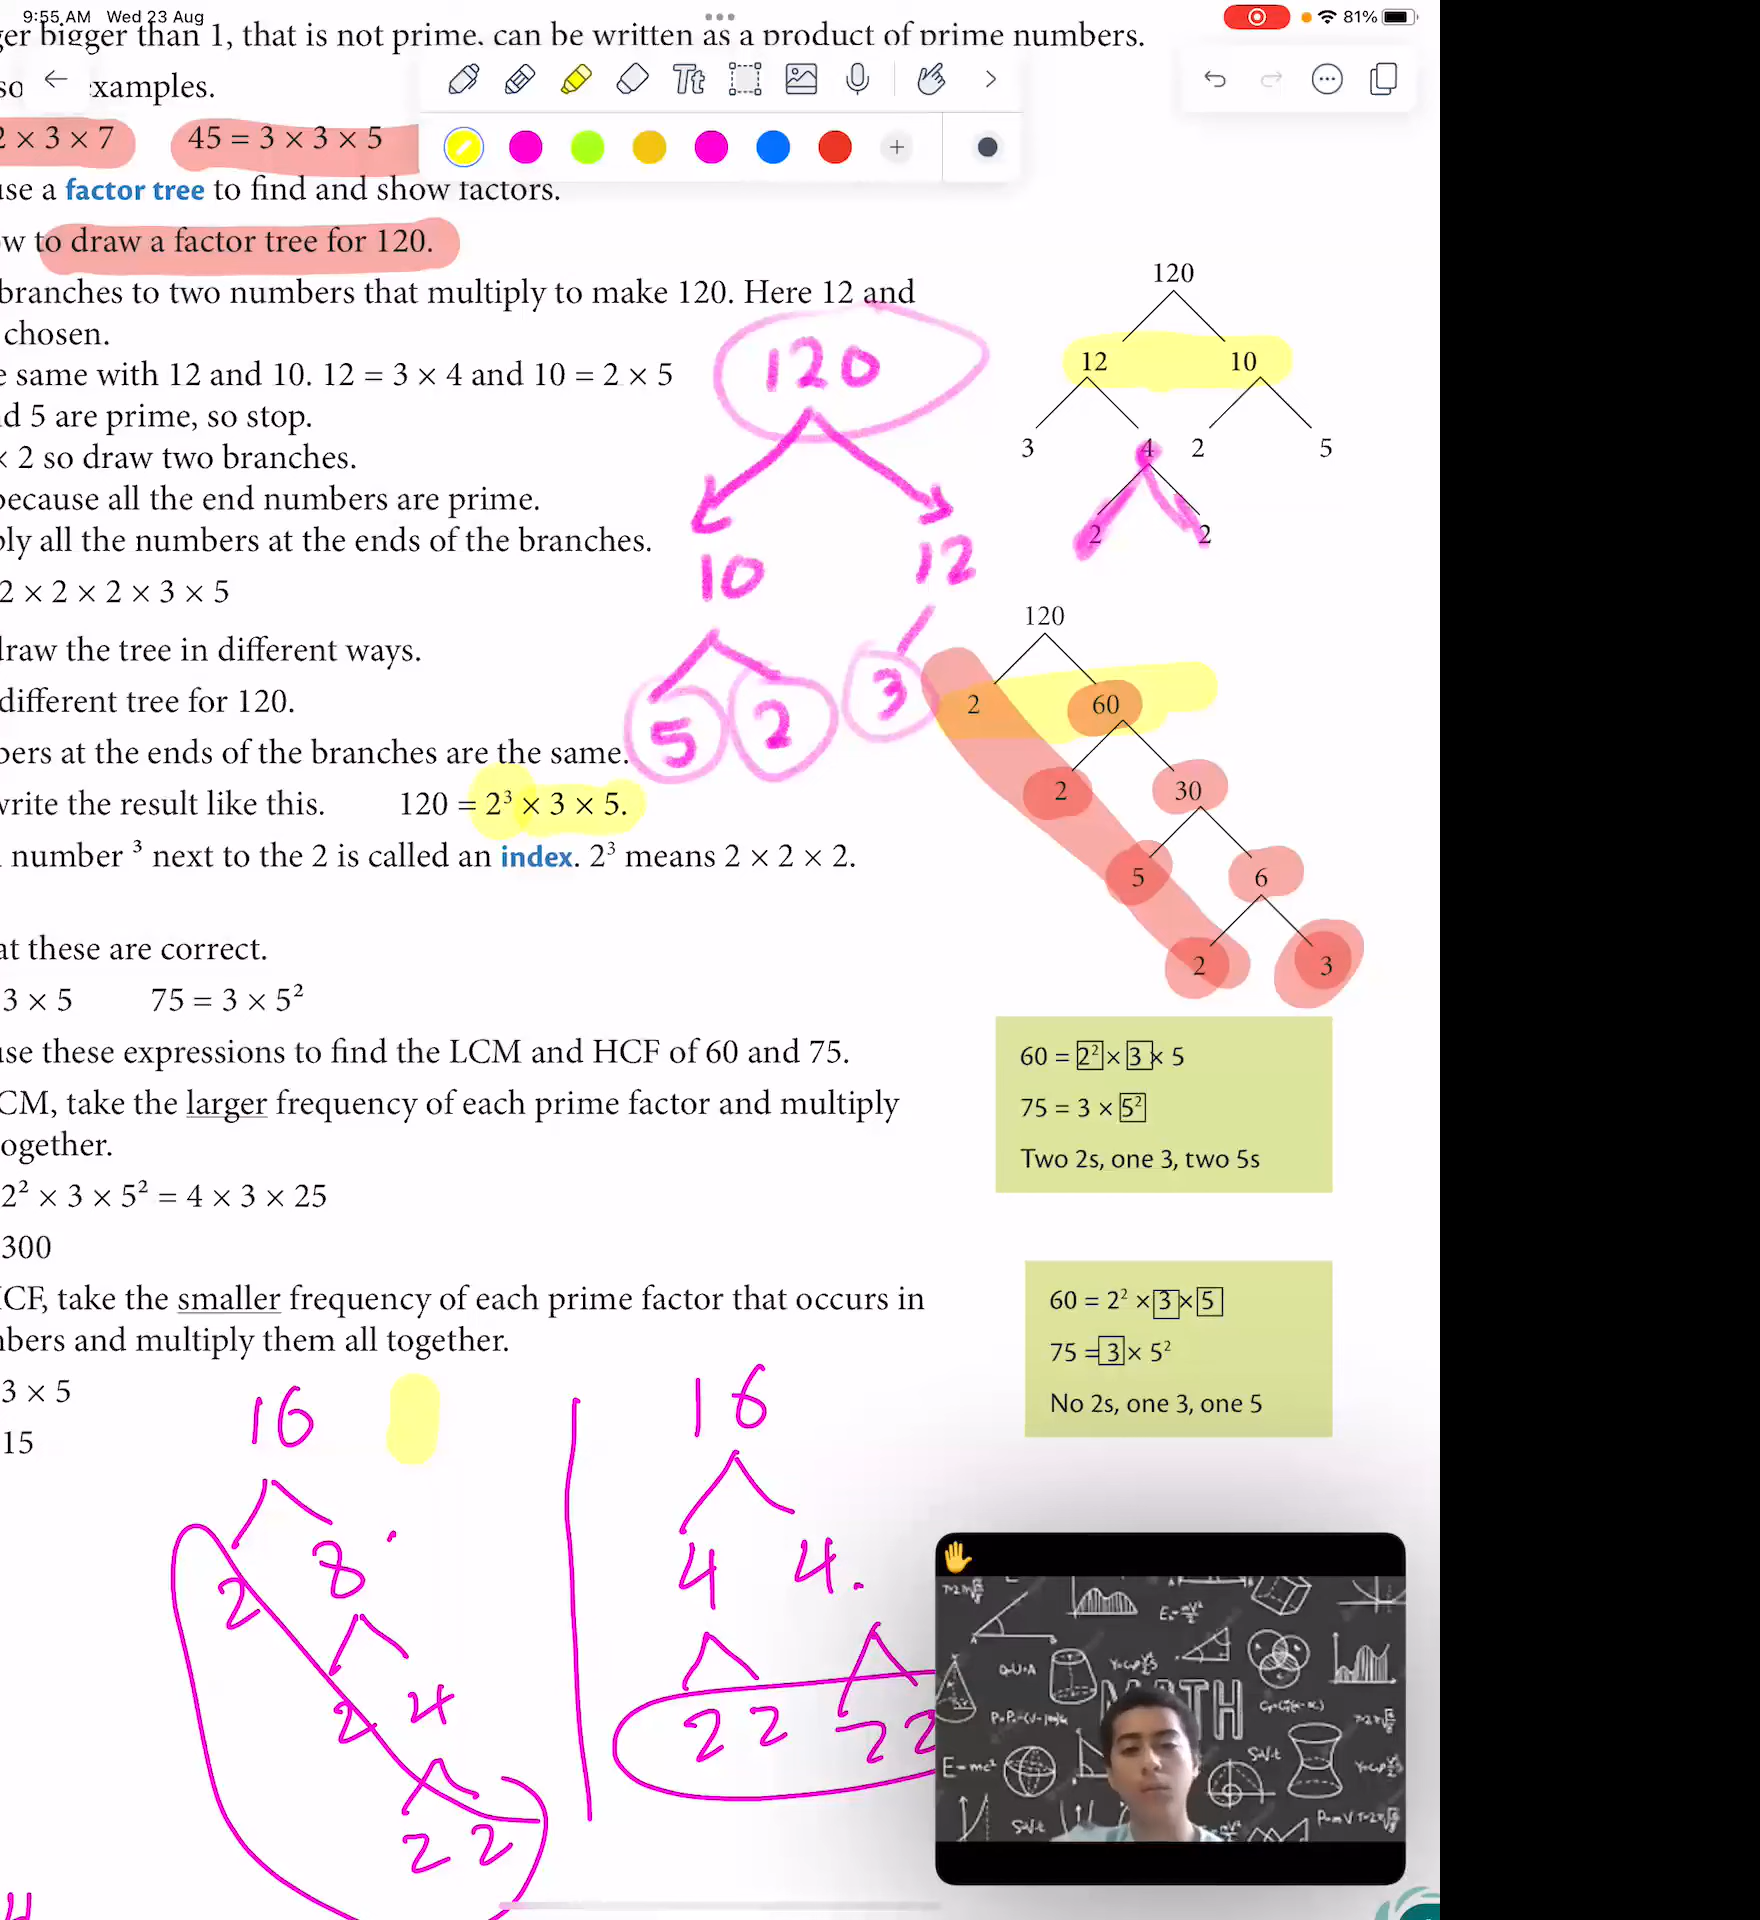 9:55 AM Wed 23 Aug
81%
ger bigger than 1, that is not prime, can be written as a product of prime numbers.
so examples.
2 × 3 × 7 45 = 3 × 3 × 5
use a factor tree to find and show factors.
ow to draw a factor tree for 120.
branches to two numbers that multiply to make 120. Here 12 and
chosen.
e same with 12 and 10. 12 = 3 × 4 and 10 = 2 × 5
nd 5 are prime, so stop.
× 2 so draw two branches.
because all the end numbers are prime.
ply all the numbers at the ends of the branches.
2 × 2 × 2 × 3 × 5
draw the tree in different ways.
different tree for 120.
bers at the ends of the branches are the same.
write the result like this. 120 = 2³ × 3 × 5.
number ³ next to the 2 is called an index. 2³ means 2 × 2 × 2.
at these are correct.
3 × 5 75 = 3 × 5²
use these expressions to find the LCM and HCF of 60 and 75.
CM, take the larger frequency of each prime factor and multiply
ogether.
2² × 3 × 5² = 4 × 3 × 25
300
HCF, take the smaller frequency of each prime factor that occurs in
mbers and multiply them all together.
3 × 5
15
120
10 12
5 2 3
120
12 10
3 4 2 5
2 2
120
2 60
2 30
5 6
2 3
60 = 2² × 3 × 5
75 = 3 × 5²
Two 2s, one 3, two 5s
60 = 2² × 3 × 5
75 = 3 × 5²
No 2s, one 3, one 5
16
2 8
2 4
2 2
16
4 4.
2 2 2 2
4
MATH
E=mc²